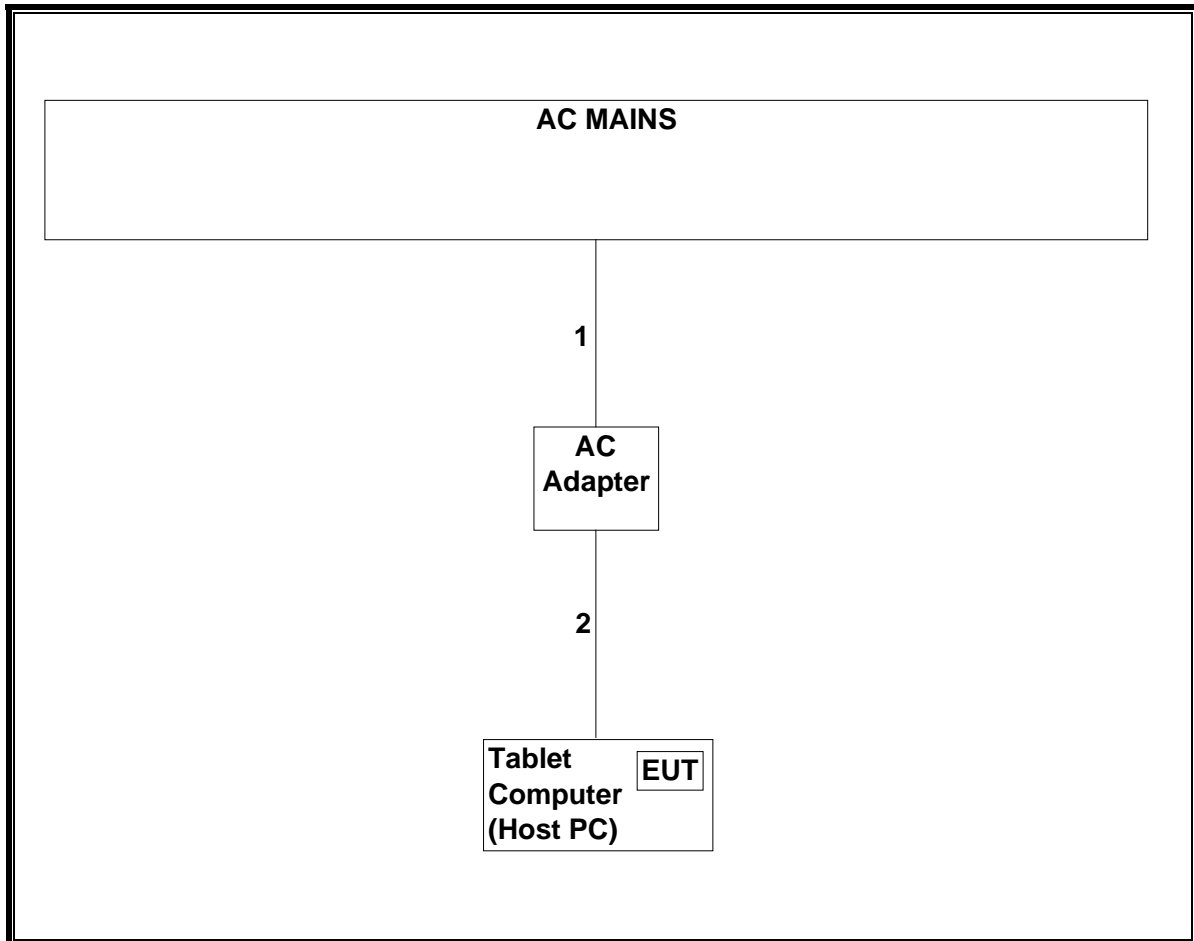 AC MAINS
1
AC
Adapter
2
Tablet
Computer
(Host PC)
EUT